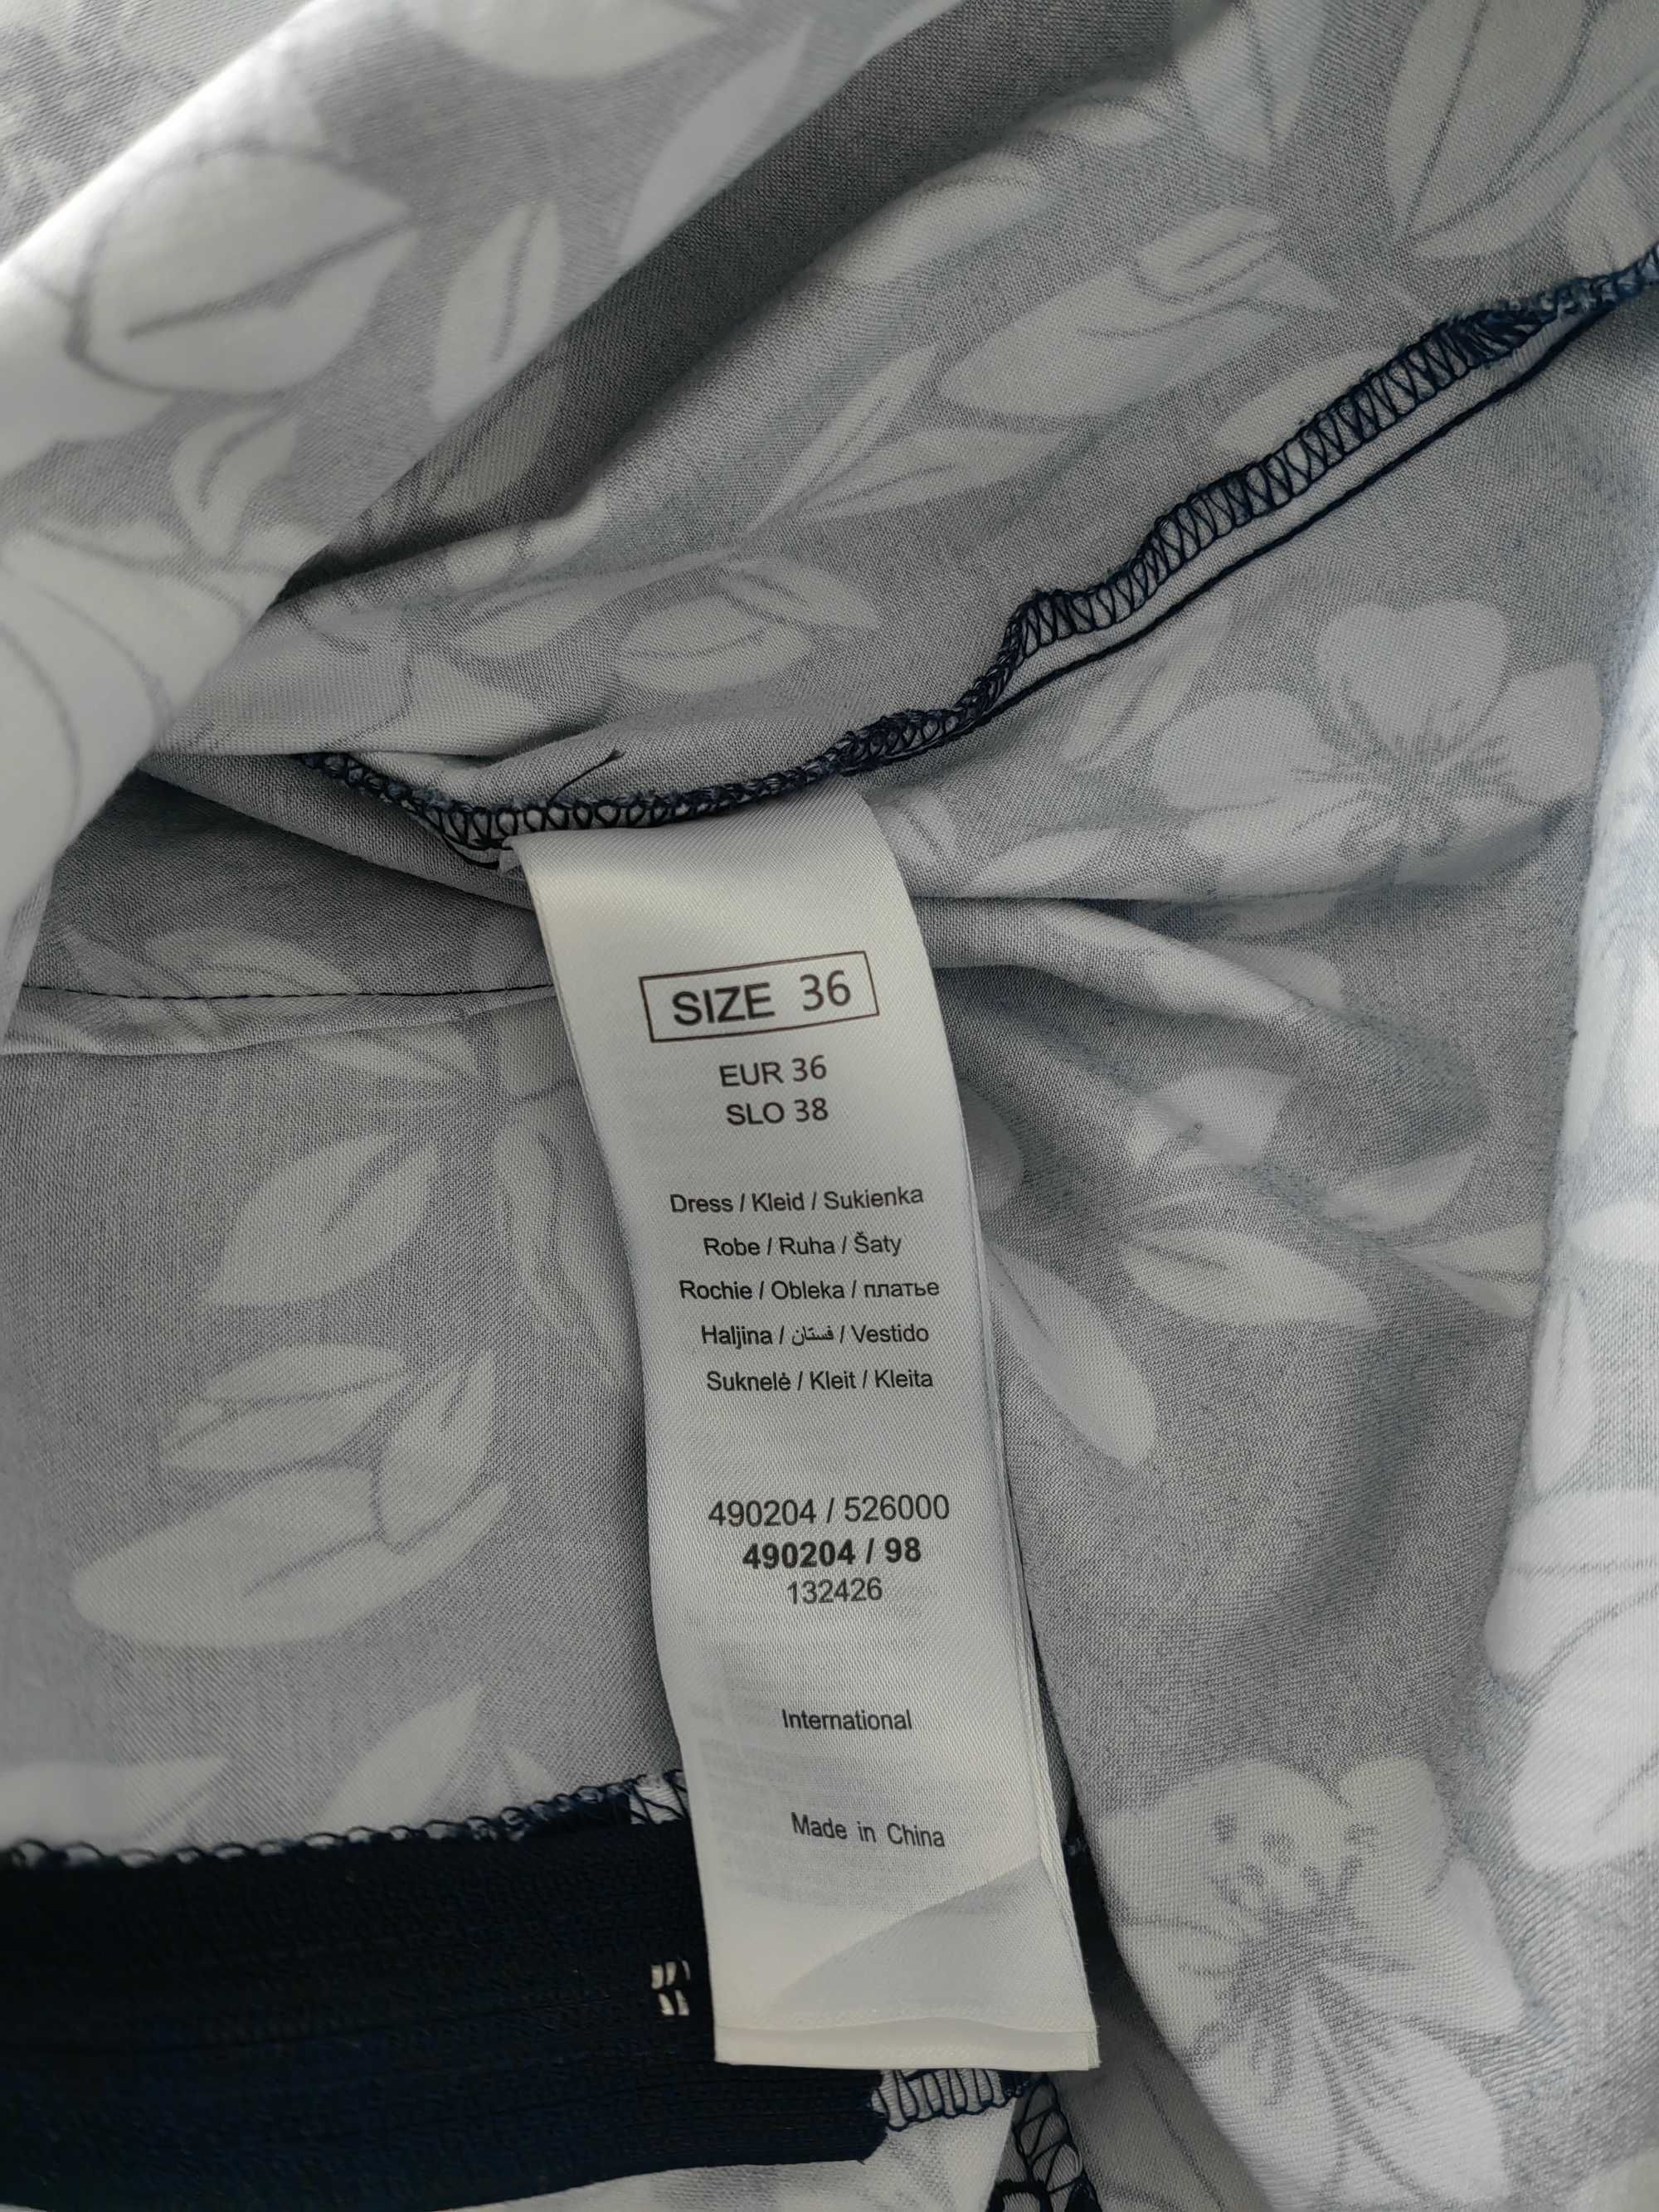 SIZE 36
EUR 36
SLO 38
Dress / Kleid / Sukienka
Robe / Ruha / Šaty
Rochie / Obleka / платье
Haljina / فستان / Vestido
Suknelė / Kleit / Kleita
490204 / 526000
490204 / 98
132426
International
Made in China